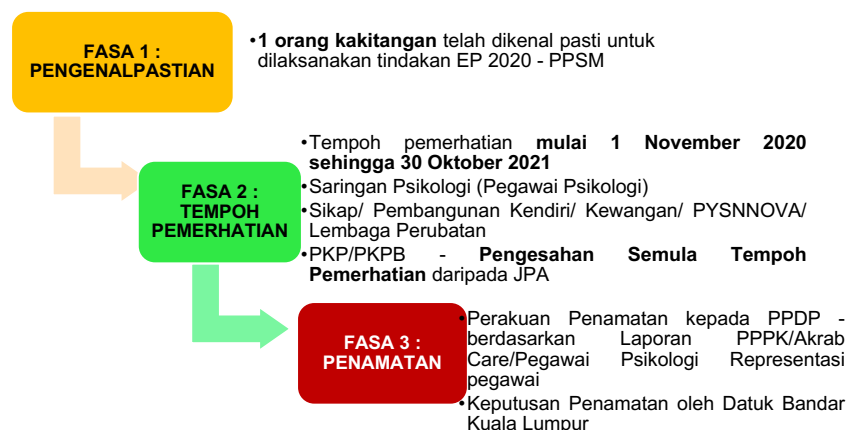 FASA 1 :
PENGENALPASTIAN
•1 orang kakitangan telah dikenal pasti untuk
dilaksanakan tindakan EP 2020 - PPSM
FASA 2 :
TEMPOH
PEMERHATIAN
•Tempoh pemerhatian mulai 1 November 2020
sehingga 30 Oktober 2021
•Saringan Psikologi (Pegawai Psikologi)
•Sikap/ Pembangunan Kendiri/ Kewangan/ PYSNNOVA/
Lembaga Perubatan
•PKP/PKPB - Pengesahan Semula Tempoh
Pemerhatian daripada JPA
FASA 3 :
PENAMATAN
•Perakuan Penamatan kepada PPDP -
berdasarkan Laporan PPPK/Akrab
Care/Pegawai Psikologi Representasi
pegawai
•Keputusan Penamatan oleh Datuk Bandar
Kuala Lumpur